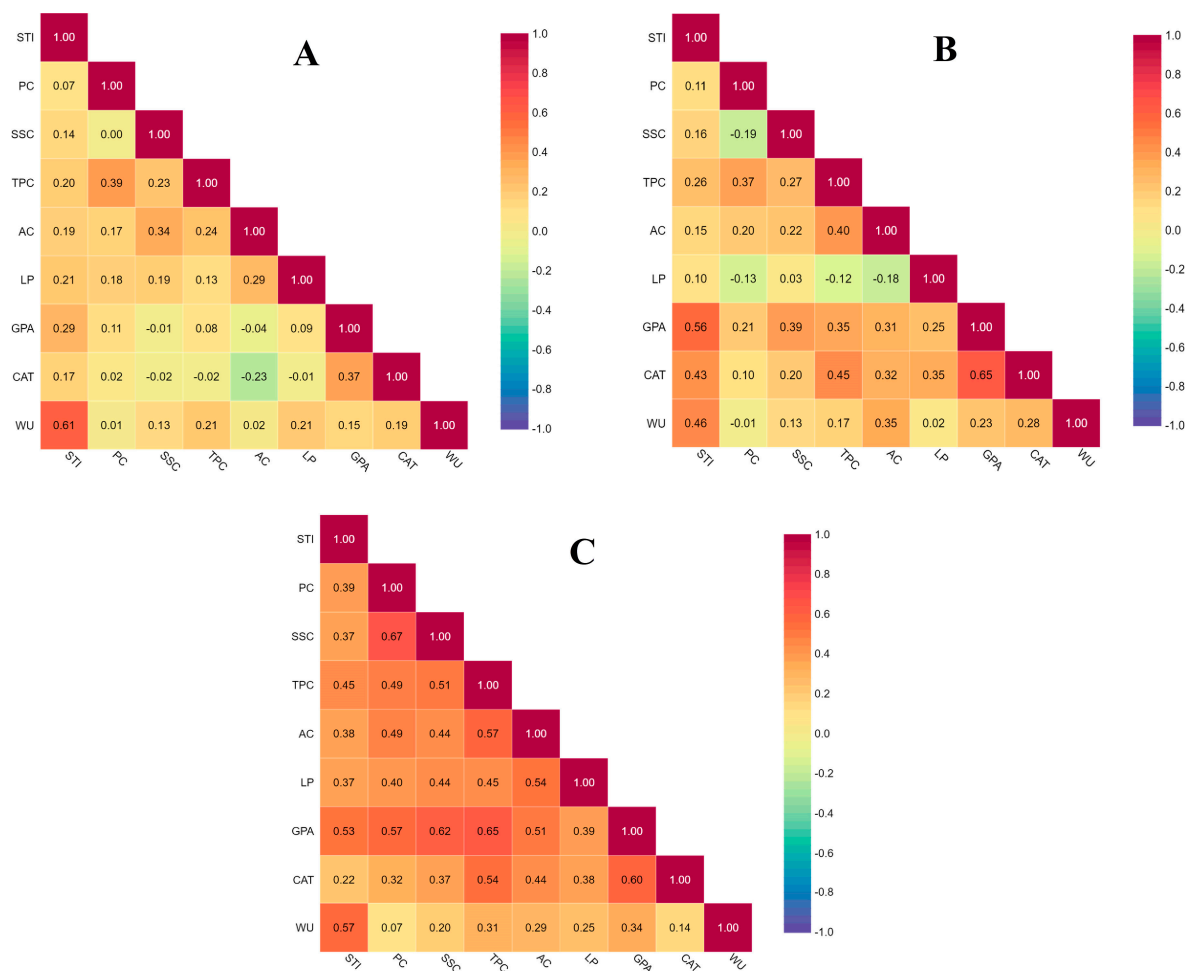 A
STI 1.00
PC 0.07 1.00
SSC 0.14 0.00 1.00
TPC 0.20 0.39 0.23 1.00
AC 0.19 0.17 0.34 0.24 1.00
LP 0.21 0.18 0.19 0.13 0.29 1.00
GPA 0.29 0.11 -0.01 0.08 -0.04 0.09 1.00
CAT 0.17 0.02 -0.02 -0.02 -0.23 -0.01 0.37 1.00
WU 0.61 0.01 0.13 0.21 0.02 0.21 0.15 0.19 1.00
STI PC SSC TPC AC LP GPA CAT WU
1.0
0.8
0.6
0.4
0.2
0.0
-0.2
-0.4
-0.6
-0.8
-1.0
B
STI 1.00
PC 0.11 1.00
SSC 0.16 -0.19 1.00
TPC 0.26 0.37 0.27 1.00
AC 0.15 0.20 0.22 0.40 1.00
LP 0.10 -0.13 0.03 -0.12 -0.18 1.00
GPA 0.56 0.21 0.39 0.35 0.31 0.25 1.00
CAT 0.43 0.10 0.20 0.45 0.32 0.35 0.65 1.00
WU 0.46 -0.01 0.13 0.17 0.35 0.02 0.23 0.28 1.00
STI PC SSC TPC AC LP GPA CAT WU
1.0
0.8
0.6
0.4
0.2
0.0
-0.2
-0.4
-0.6
-0.8
-1.0
C
STI 1.00
PC 0.39 1.00
SSC 0.37 0.67 1.00
TPC 0.45 0.49 0.51 1.00
AC 0.38 0.49 0.44 0.57 1.00
LP 0.37 0.40 0.44 0.45 0.54 1.00
GPA 0.53 0.57 0.62 0.65 0.51 0.39 1.00
CAT 0.22 0.32 0.37 0.54 0.44 0.38 0.60 1.00
WU 0.57 0.07 0.20 0.31 0.29 0.25 0.34 0.14 1.00
STI PC SSC TPC AC LP GPA CAT WU
1.0
0.8
0.6
0.4
0.2
0.0
-0.2
-0.4
-0.6
-0.8
-1.0